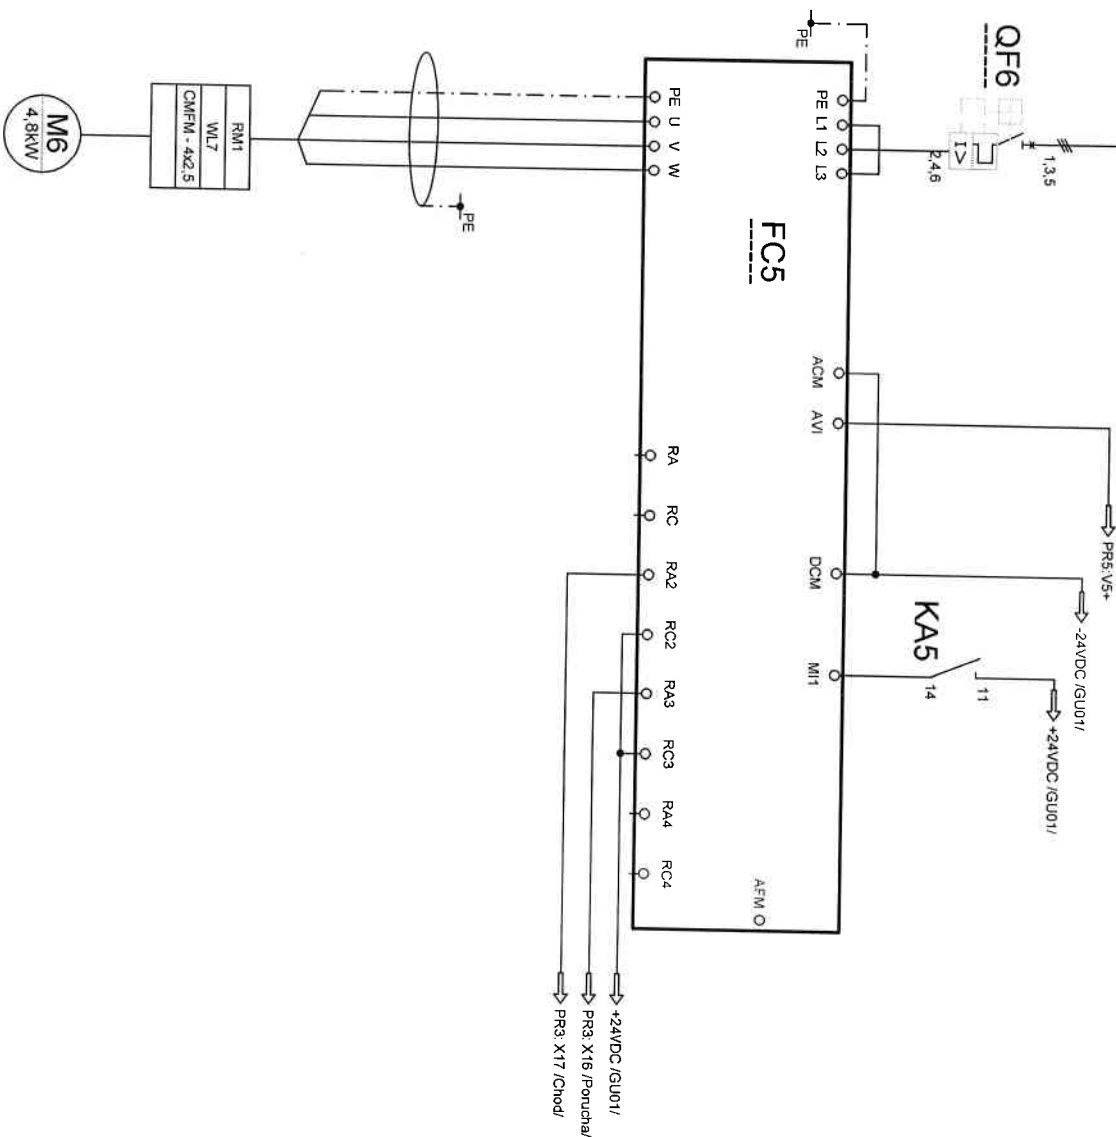 QF6
1,3,5
I>
2,4,6
PE
PE
L1
L2
L3
FC5
ACM
AVI
DCM
MI1
PR5:V5+
-24VDC /GU01/
KA5
11
14
+24VDC /GU01/
AFM
PE
U
V
W
RA
RC
RA2
RC2
RA3
RC3
RA4
RC4
PE
RM1
WL7
CMFM - 4x2,5
M6
4,8kW
+24VDC /GU01/
PR3: X16 /Porucha/
PR3: X17 /Chod/